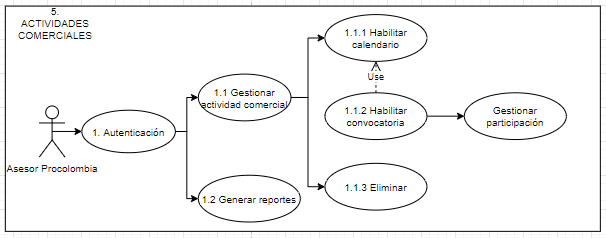 5.
ACTIVIDADES
COMERCIALES
1.1.1 Habilitar
calendario
Use
1.1 Gestionar
actividad comercial
1.1.2 Habilitar
convocatoria
Gestionar
participación
1. Autenticación
Asesor Procolombia
1.1.3 Eliminar
1.2 Generar reportes